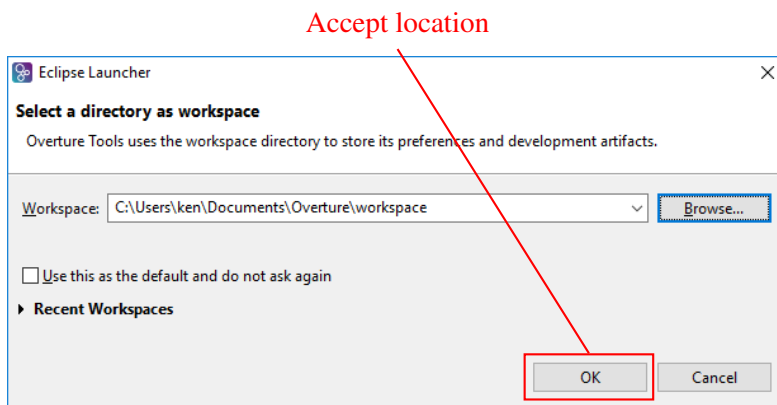 Accept location
Eclipse Launcher
Select a directory as workspace
Overture Tools uses the workspace directory to store its preferences and development artifacts.
Workspace: C:\Users\ken\Documents\Overture\workspace Browse...
Use this as the default and do not ask again
Recent Workspaces
OK Cancel